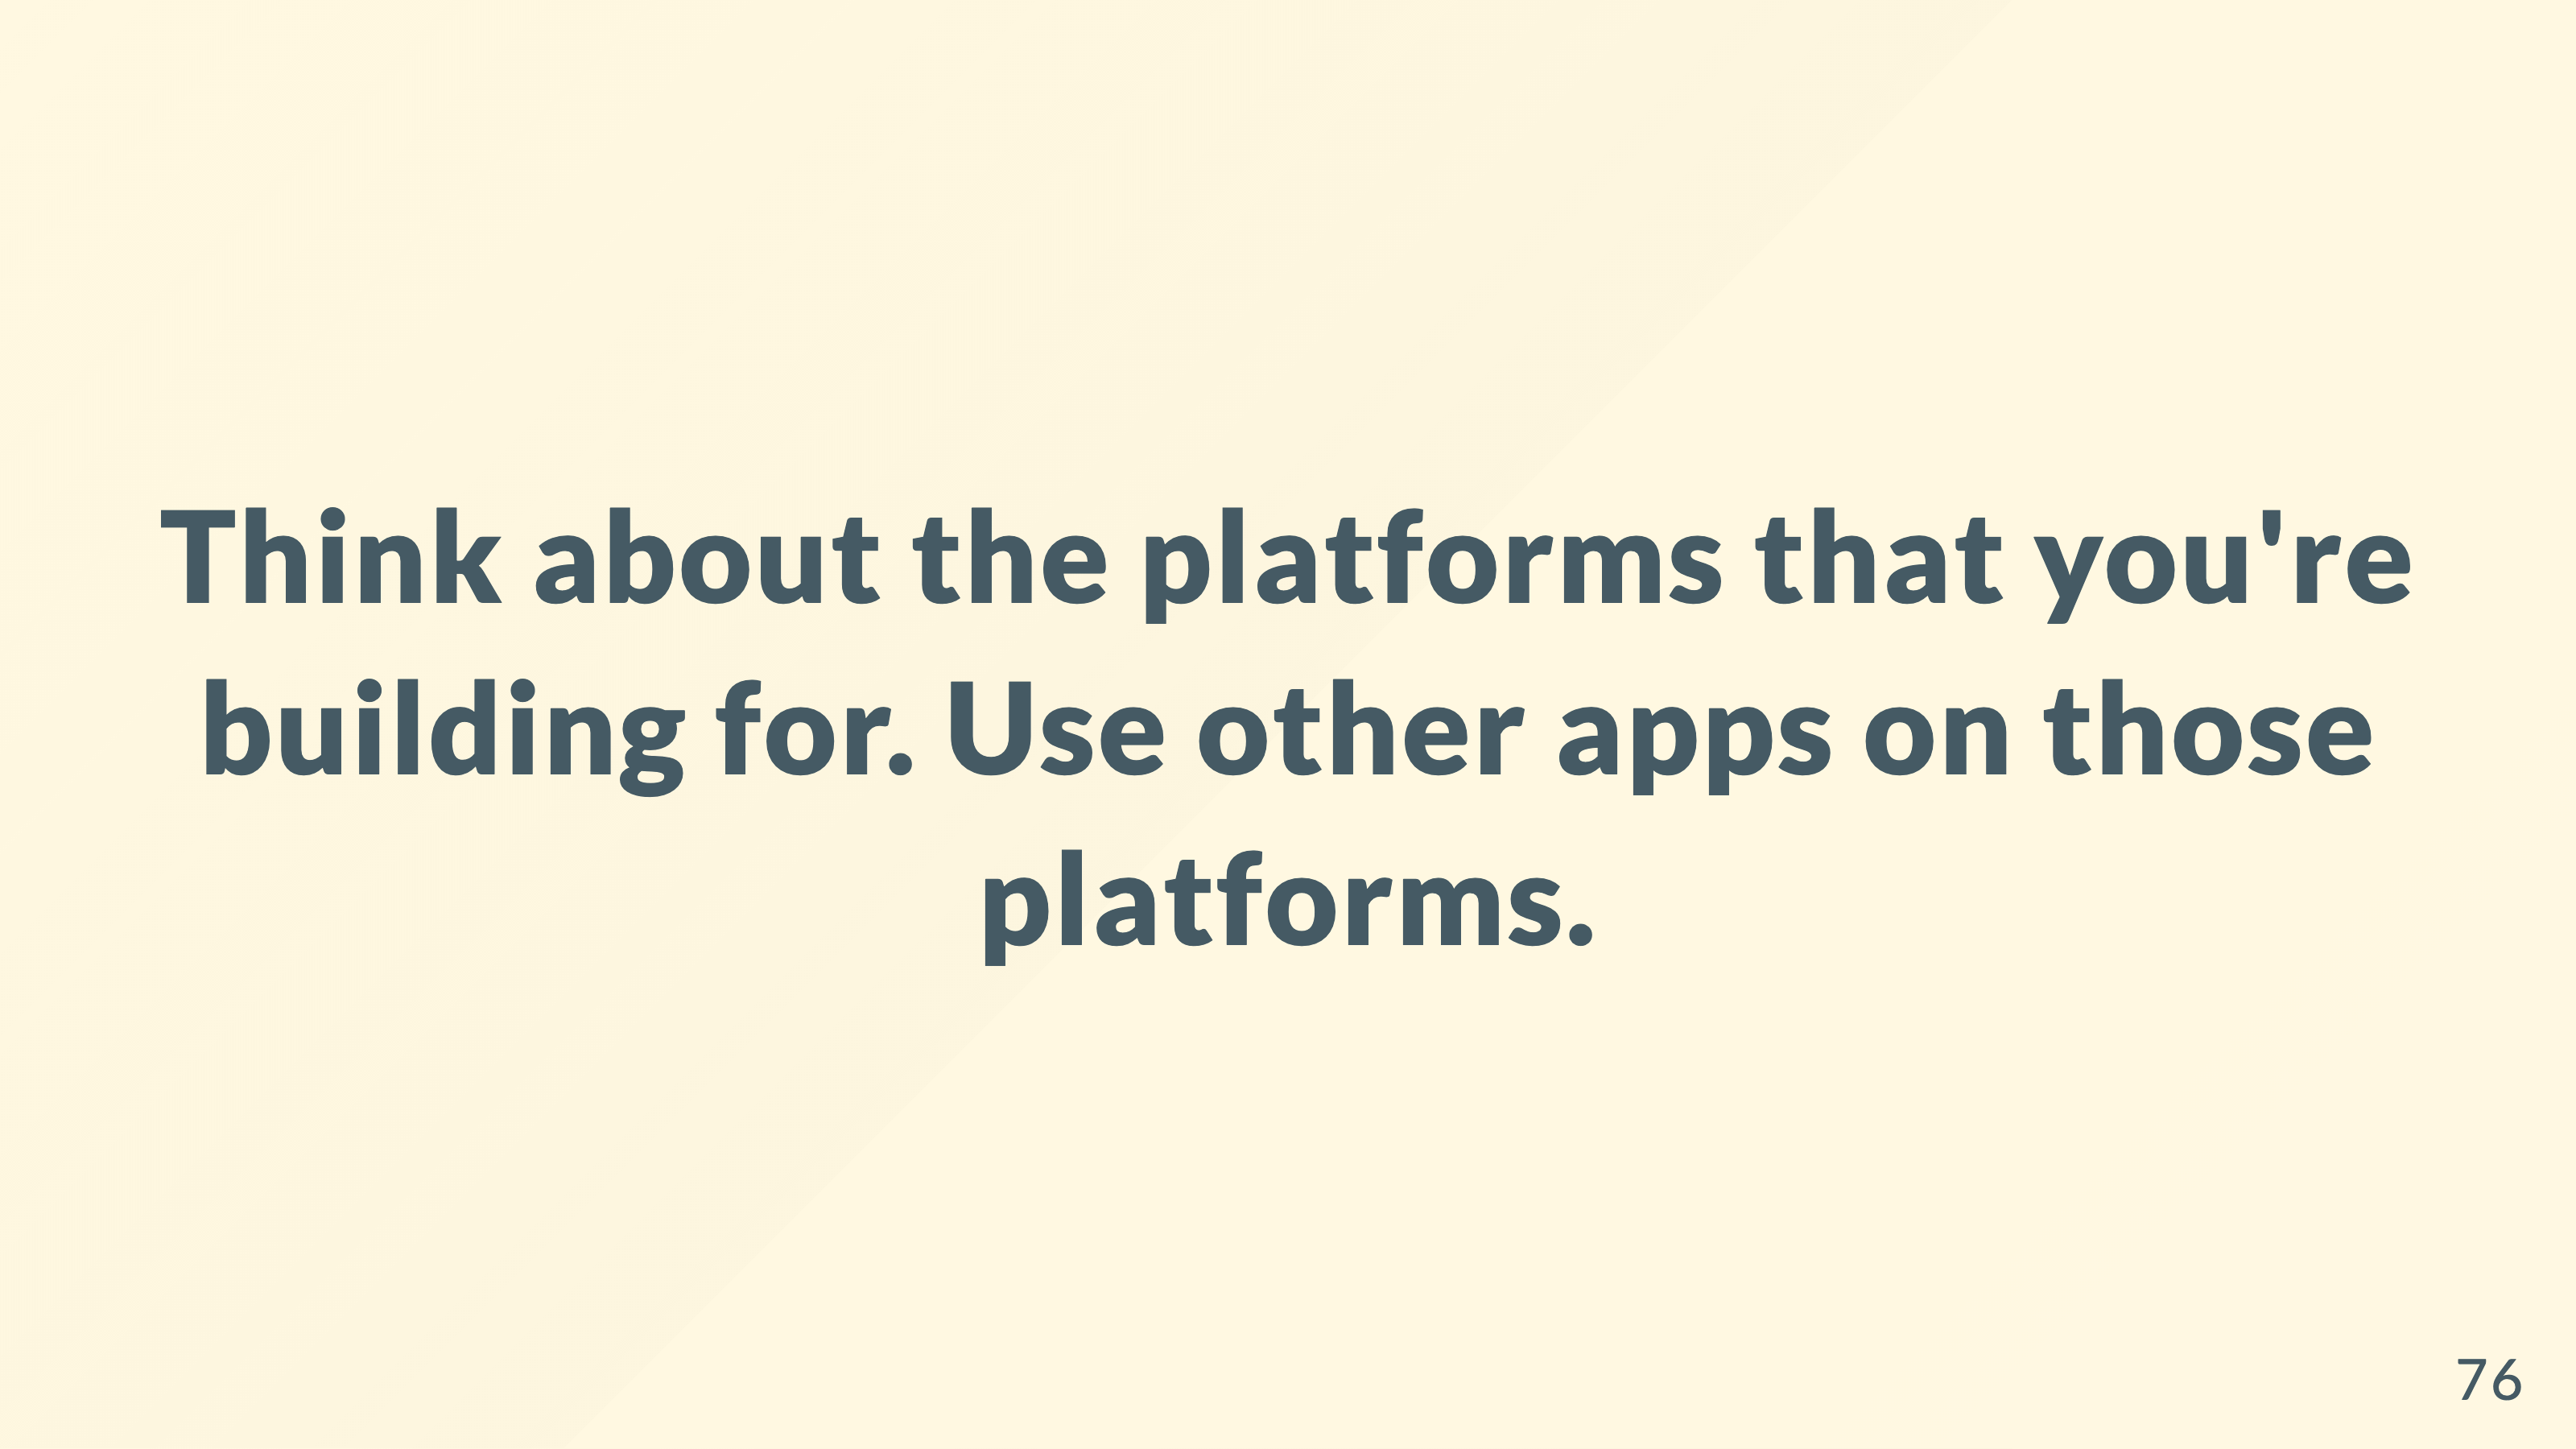 Think about the platforms that you're
building for. Use other apps on those
platforms.
76